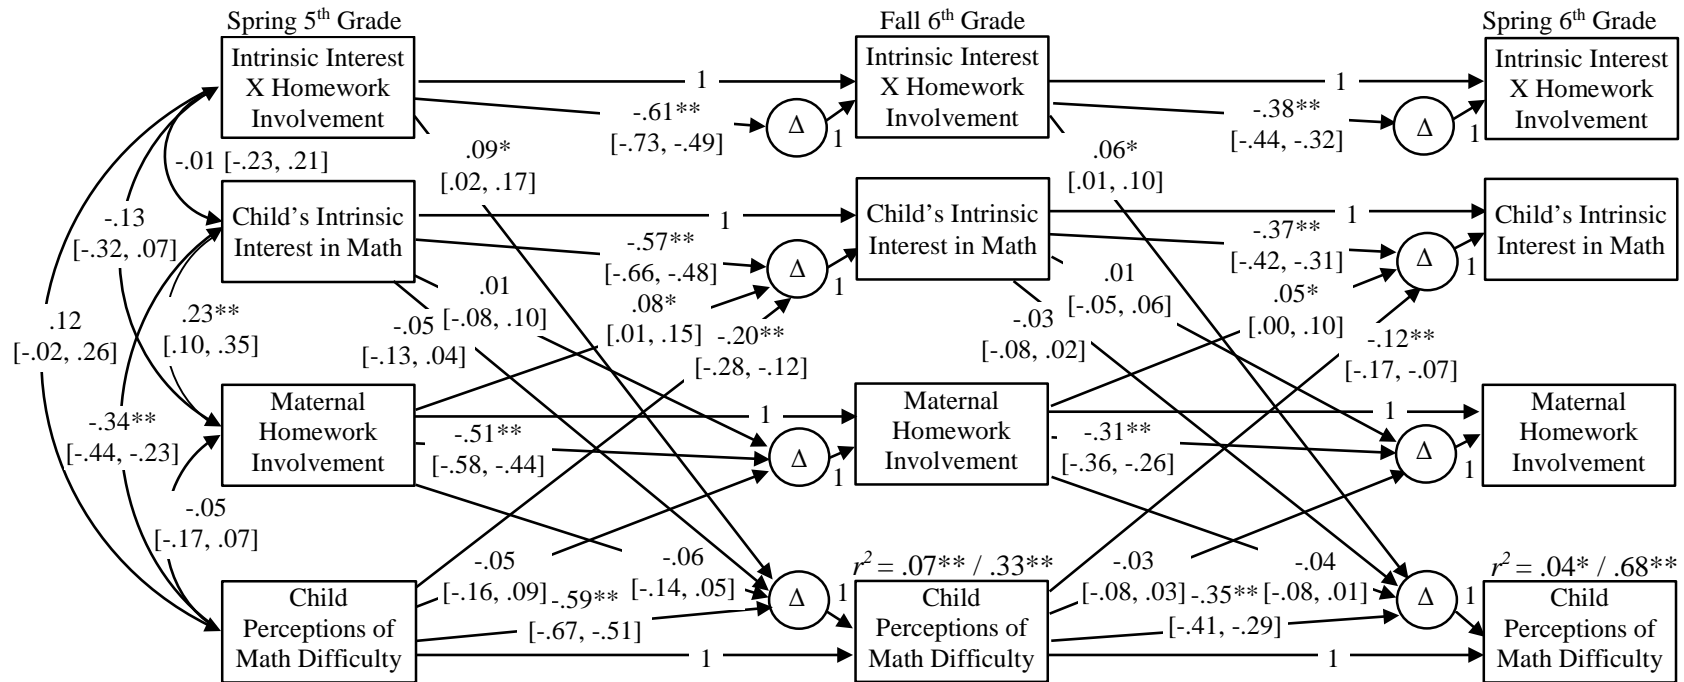 Spring 5th Grade
Fall 6th Grade
Spring 6th Grade
Intrinsic Interest
X Homework
Involvement
Intrinsic Interest
X Homework
Involvement
Intrinsic Interest
X Homework
Involvement
1
-.61**
[-.73, -.49]
Δ
1
1
-.38**
[-.44, -.32]
Δ
1
-.01 [-.23, .21]
.09*
[.02, .17]
.06*
[.01, .10]
Child's Intrinsic
Interest in Math
Child's Intrinsic
Interest in Math
Child's Intrinsic
Interest in Math
-.13
[-.32, .07]
1
-.57**
[-.66, -.48]
Δ
1
1
-.37**
[-.42, -.31]
Δ
1
.12
[-.02, .26]
.23**
[.10, .35]
-.05
[-.13, .04]
.01
[-.08, .10]
.08*
[.01, .15]
-.20**
[-.28, -.12]
-.03
[-.08, .02]
.01
[-.05, .06]
.05*
[.00, .10]
-.12**
[-.17, -.07]
Maternal
Homework
Involvement
Maternal
Homework
Involvement
Maternal
Homework
Involvement
-.34**
[-.44, -.23]
1
-.51**
[-.58, -.44]
Δ
1
1
-.31**
[-.36, -.26]
Δ
1
-.05
[-.17, .07]
-.05
[-.16, .09]
-.06
[-.14, .05]
-.03
[-.08, .03]
-.04
[-.08, .01]
r2 = .07** / .33**
r2 = .04* / .68**
Child
Perceptions of
Math Difficulty
Child
Perceptions of
Math Difficulty
Child
Perceptions of
Math Difficulty
-.59**
[-.67, -.51]
Δ
1
1
-.35**
[-.41, -.29]
Δ
1
1